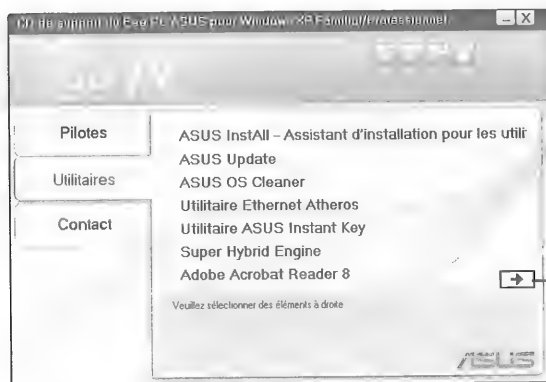 CD de support du Eee PC ASUS pour Windows XP Familial/Professionnel
Pilotes
Utilitaires
Contact
ASUS InstAll – Assistant d'installation pour les utilit
ASUS Update
ASUS OS Cleaner
Utilitaire Ethernet Atheros
Utilitaire ASUS Instant Key
Super Hybrid Engine
Adobe Acrobat Reader 8
Veuillez sélectionner des éléments à droite
ASUS